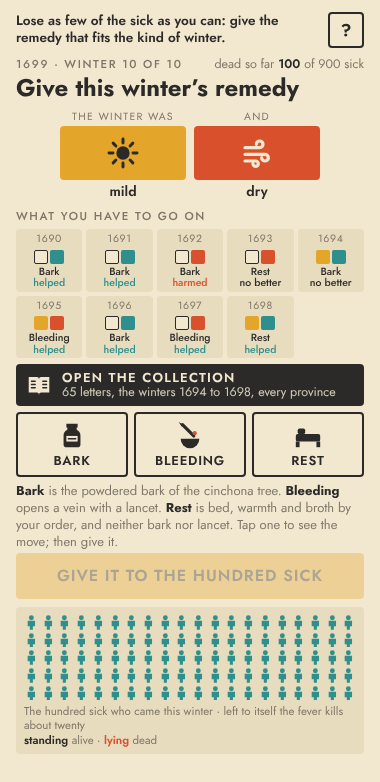 Lose as few of the sick as you can: give the
remedy that fits the kind of winter.
?
1699 · WINTER 10 OF 10
dead so far 100 of 900 sick
Give this winter’s remedy
THE WINTER WAS
AND
mild
dry
WHAT YOU HAVE TO GO ON
1690
Bark
helped
1691
Bark
helped
1692
Bark
harmed
1693
Rest
no better
1694
Bark
no better
1695
Bleeding
helped
1696
Bark
helped
1697
Bleeding
helped
1698
Rest
helped
OPEN THE COLLECTION
65 letters, the winters 1694 to 1698, every province
BARK
BLEEDING
REST
Bark is the powdered bark of the cinchona tree. Bleeding
opens a vein with a lancet. Rest is bed, warmth and broth by
your order, and neither bark nor lancet. Tap one to see the
move; then give it.
GIVE IT TO THE HUNDRED SICK
The hundred sick who came this winter · left to itself the fever kills
about twenty
standing alive · lying dead